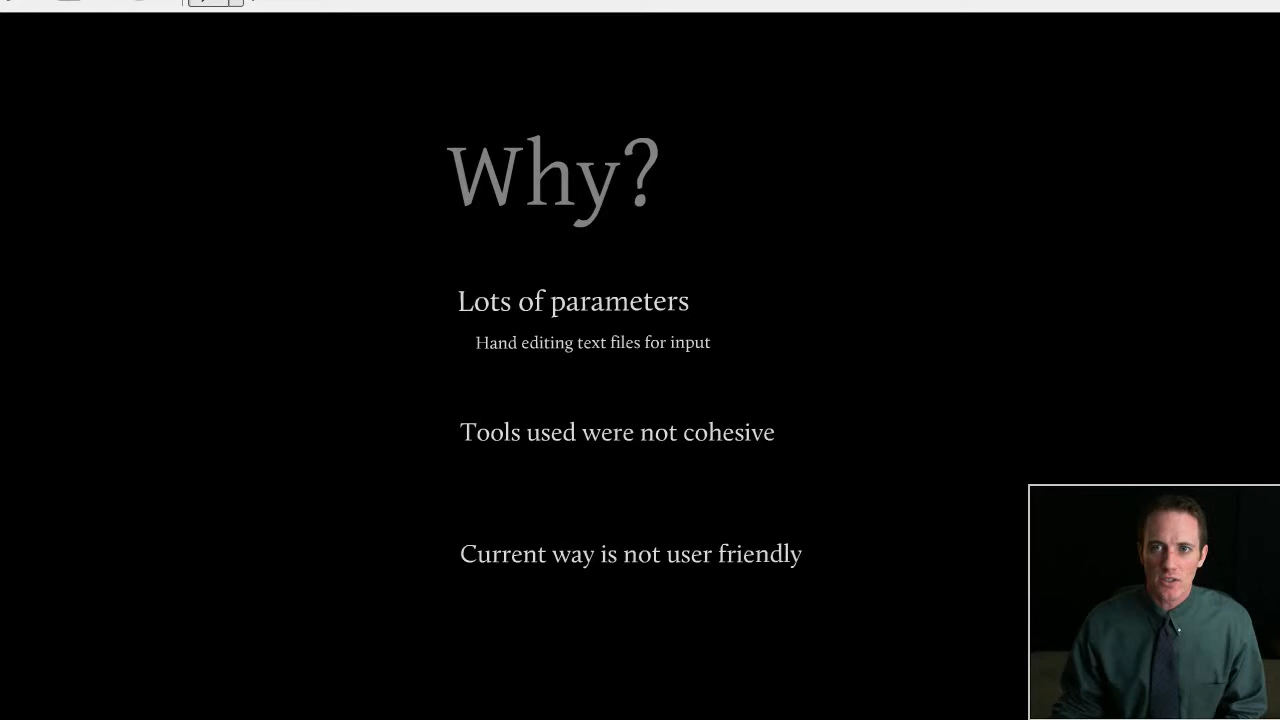 Why?
Lots of parameters
Hand editing text files for input
Tools used were not cohesive
Current way is not user friendly